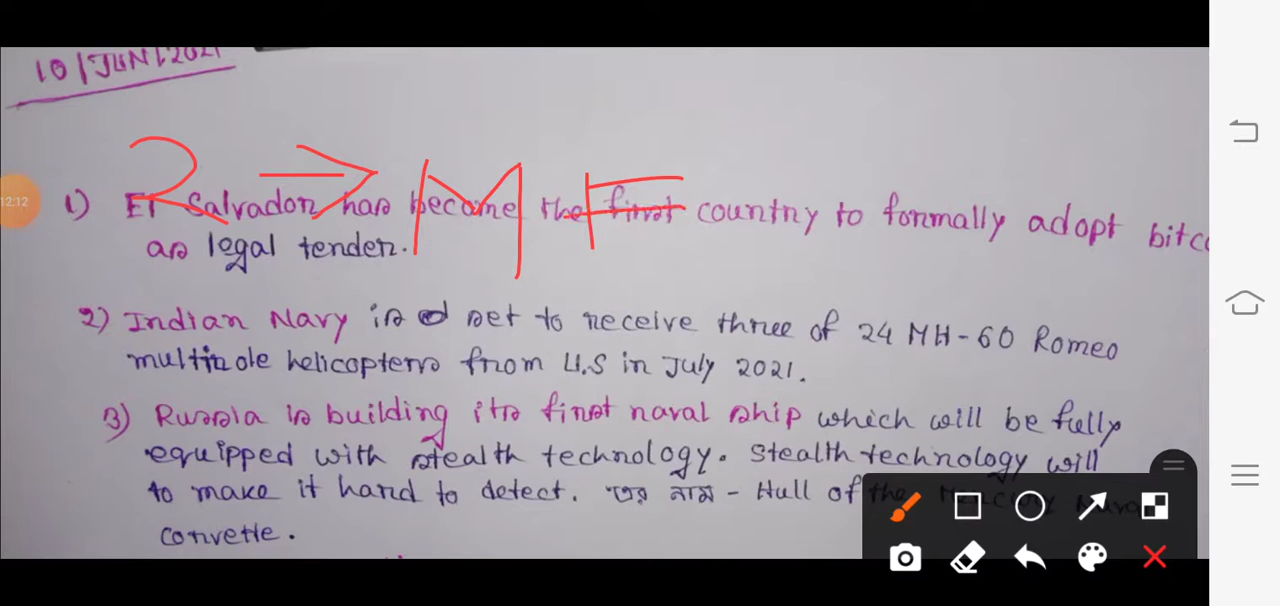 10/JUN/2021
R → M F
12:12
1) El Salvador has become the first country to formally adopt bitc
as legal tender.
2) Indian Navy is set to receive three of 24 MH-60 Romeo
multirole helicopters from U.S in July 2021.
3) Russia is building its first naval ship which will be fully
equipped with stealth technology. Stealth technology will
to make it hard to detect. তার নাম - Hull of the
corvette.